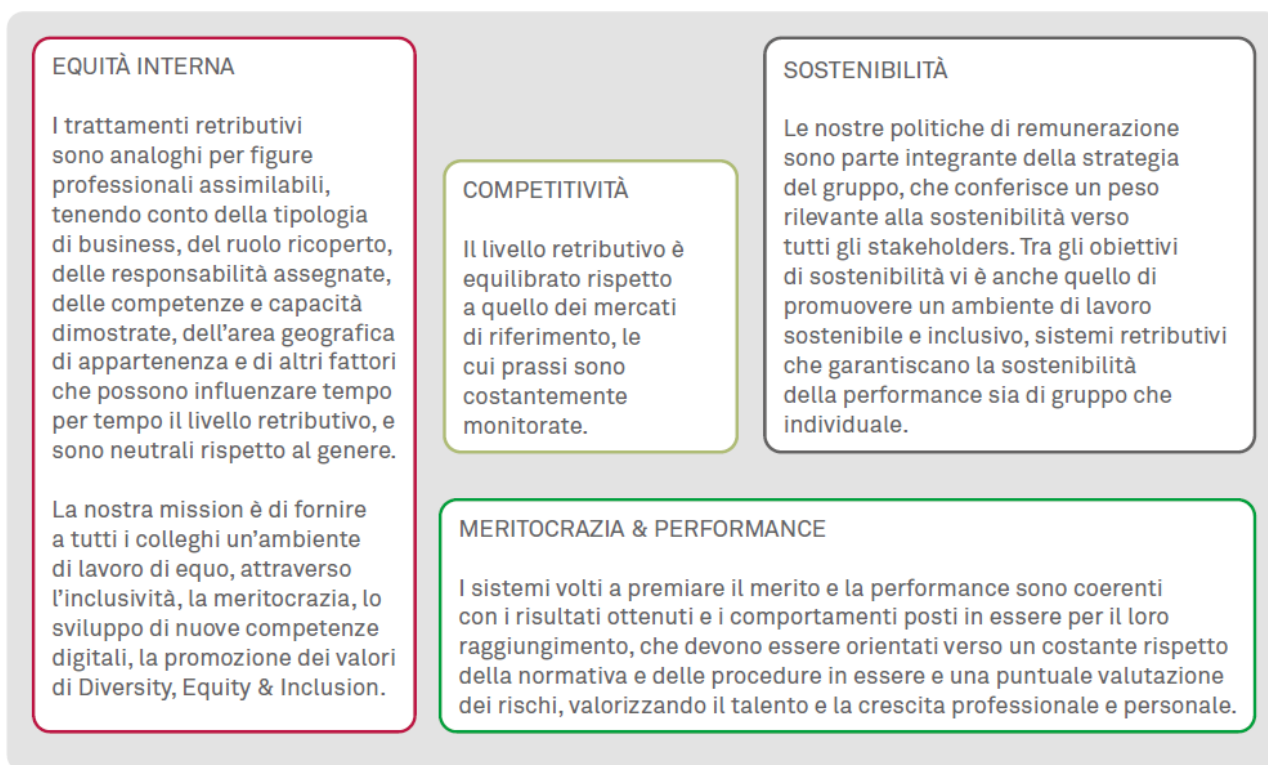 EQUITÀ INTERNA
I trattamenti retributivi
sono analoghi per figure
professionali assimilabili,
tenendo conto della tipologia
di business, del ruolo ricoperto,
delle responsabilità assegnate,
delle competenze e capacità
dimostrate, dell’area geografica
di appartenenza e di altri fattori
che possono influenzare tempo
per tempo il livello retributivo, e
sono neutrali rispetto al genere.
La nostra mission è di fornire
a tutti i colleghi un’ambiente
di lavoro di equo, attraverso
l’inclusività, la meritocrazia, lo
sviluppo di nuove competenze
digitali, la promozione dei valori
di Diversity, Equity & Inclusion.
COMPETITIVITÀ
Il livello retributivo è
equilibrato rispetto
a quello dei mercati
di riferimento, le
cui prassi sono
costantemente
monitorate.
SOSTENIBILITÀ
Le nostre politiche di remunerazione
sono parte integrante della strategia
del gruppo, che conferisce un peso
rilevante alla sostenibilità verso
tutti gli stakeholders. Tra gli obiettivi
di sostenibilità vi è anche quello di
promuovere un ambiente di lavoro
sostenibile e inclusivo, sistemi retributivi
che garantiscano la sostenibilità
della performance sia di gruppo che
individuale.
MERITOCRAZIA & PERFORMANCE
I sistemi volti a premiare il merito e la performance sono coerenti
con i risultati ottenuti e i comportamenti posti in essere per il loro
raggiungimento, che devono essere orientati verso un costante rispetto
della normativa e delle procedure in essere e una puntuale valutazione
dei rischi, valorizzando il talento e la crescita professionale e personale.